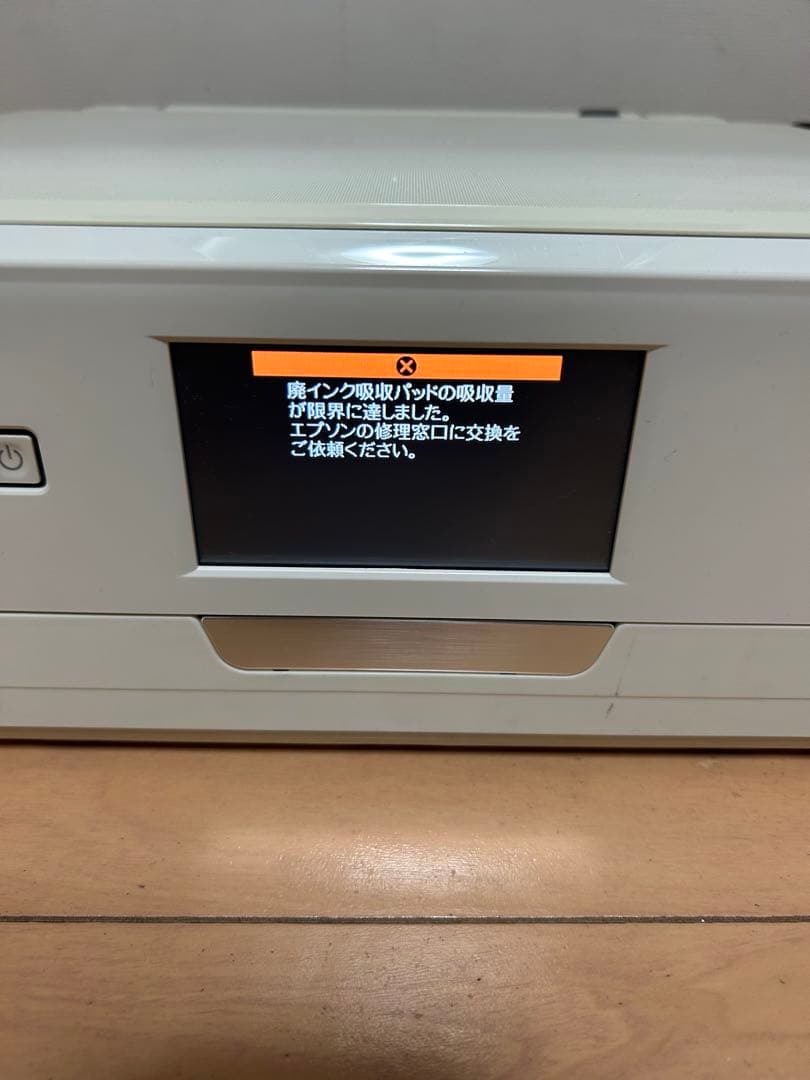 廃インク吸収パッドの吸収量
が限界に達しました。
エプソンの修理窓口に交換を
ご依頼ください。